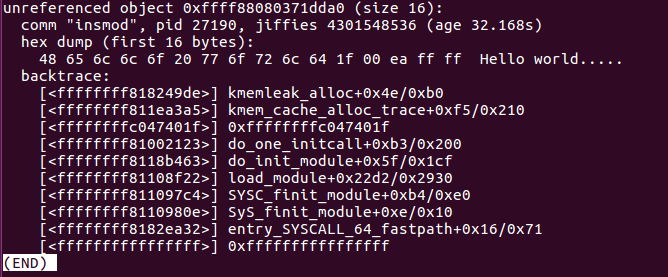 unreferenced object 0xffff88080371dda0 (size 16):
  comm "insmod", pid 27190, jiffies 4301548536 (age 32.168s)
  hex dump (first 16 bytes):
    48 65 6c 6c 6f 20 77 6f 72 6c 64 1f 00 ea ff ff  Hello world.....
  backtrace:
    [<ffffffff818249de>] kmemleak_alloc+0x4e/0xb0
    [<ffffffff811ea3a5>] kmem_cache_alloc_trace+0xf5/0x210
    [<ffffffffc047401f>] 0xffffffffc047401f
    [<ffffffff81002123>] do_one_initcall+0xb3/0x200
    [<ffffffff8118b463>] do_init_module+0x5f/0x1cf
    [<ffffffff81108f22>] load_module+0x22d2/0x2930
    [<ffffffff811097c4>] SYSC_finit_module+0xb4/0xe0
    [<ffffffff8110980e>] SyS_finit_module+0xe/0x10
    [<ffffffff8182ea32>] entry_SYSCALL_64_fastpath+0x16/0x71
    [<ffffffffffffffff>] 0xffffffffffffffff
(END)